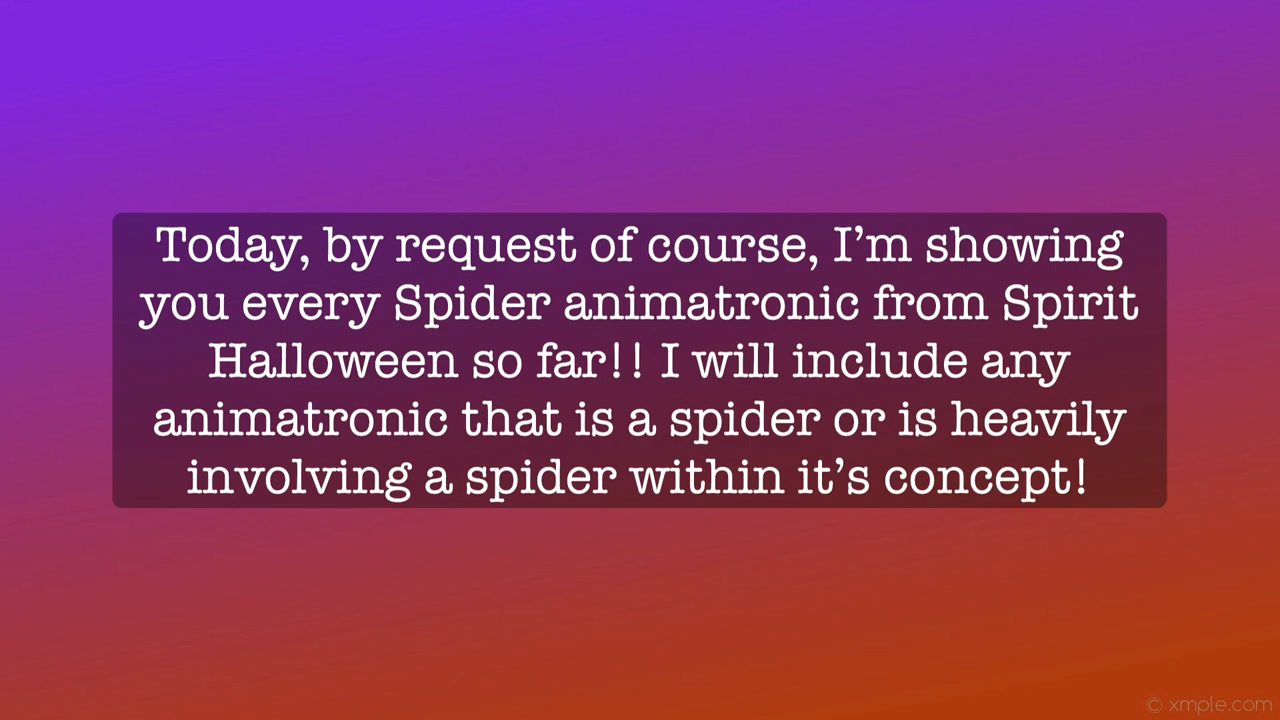 Today, by request of course, I’m showing
you every Spider animatronic from Spirit
Halloween so far!! I will include any
animatronic that is a spider or is heavily
involving a spider within it’s concept!
© xmple.com